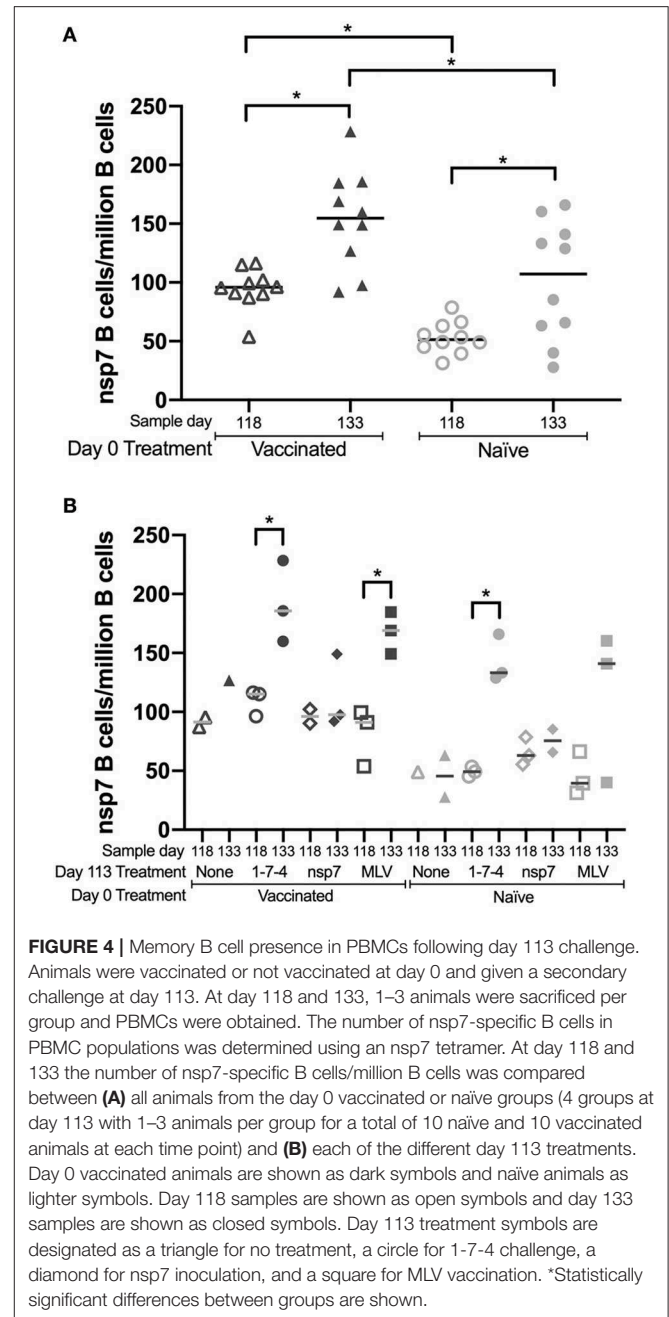 A
*
*
*
*
250
200
150
100
50
0
nsp7 B cells/million B cells
Sample day 118 133 118 133
Day 0 Treatment Vaccinated Naïve
B
*
*
*
250
200
150
100
50
0
nsp7 B cells/million B cells
Sample day 118 133 118 133 118 133 118 133 118 133 118 133 118 133 118 133
Day 113 Treatment None 1-7-4 nsp7 MLV None 1-7-4 nsp7 MLV
Day 0 Treatment Vaccinated Naïve
FIGURE 4 | Memory B cell presence in PBMCs following day 113 challenge.
Animals were vaccinated or not vaccinated at day 0 and given a secondary
challenge at day 113. At day 118 and 133, 1–3 animals were sacrificed per
group and PBMCs were obtained. The number of nsp7-specific B cells in
PBMC populations was determined using an nsp7 tetramer. At day 118 and
133 the number of nsp7-specific B cells/million B cells was compared
between (A) all animals from the day 0 vaccinated or naïve groups (4 groups at
day 113 with 1–3 animals per group for a total of 10 naïve and 10 vaccinated
animals at each time point) and (B) each of the different day 113 treatments.
Day 0 vaccinated animals are shown as dark symbols and naïve animals as
lighter symbols. Day 118 samples are shown as open symbols and day 133
samples are shown as closed symbols. Day 113 treatment symbols are
designated as a triangle for no treatment, a circle for 1-7-4 challenge, a
diamond for nsp7 inoculation, and a square for MLV vaccination. *Statistically
significant differences between groups are shown.